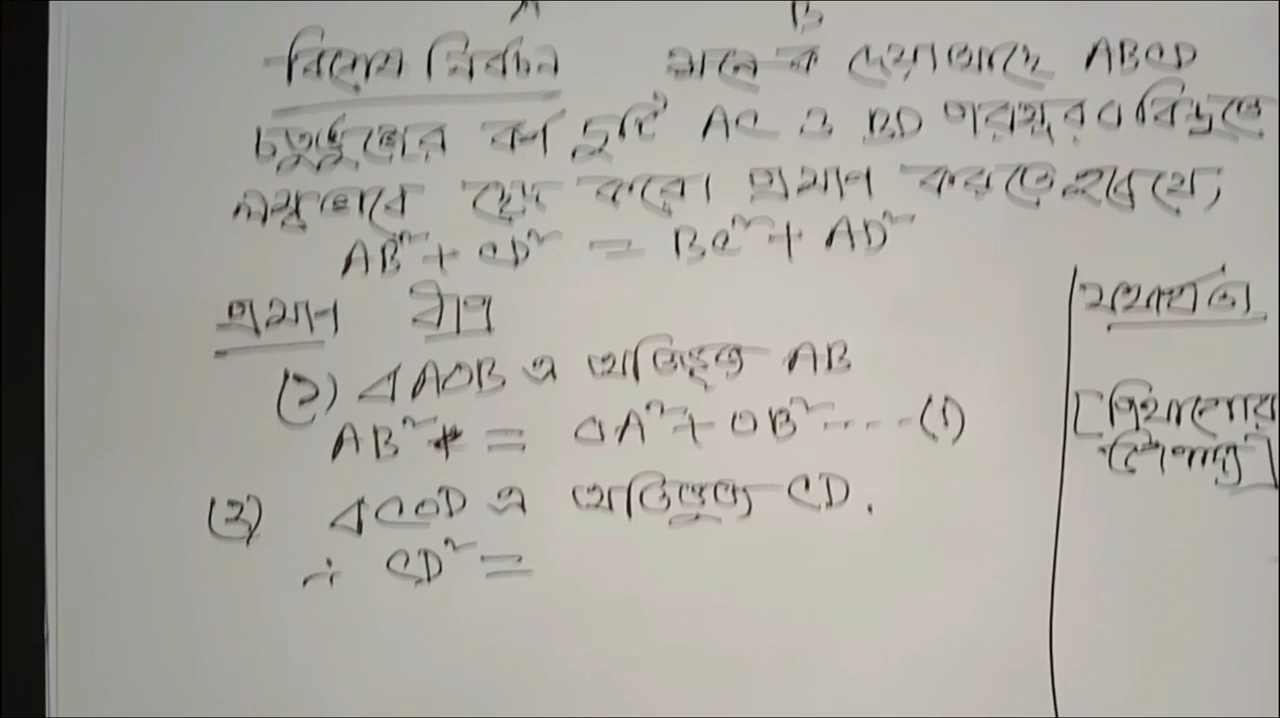 B
বিশেষ নির্বচন মনে করি দেয়া আছে ABCD
চতুর্ভুজের কর্ণ দুটি AC ও BD পরস্পর O বিন্দুতে
লম্বভাবে ছেদ করে। প্রমাণ করতে হবে যে,
AB² + CD² = BC² + AD²
প্রমাণ ধাপ
যথার্থতা
(১) ∆AOB এ অতিভুজ AB
AB² = OA² + OB² .... (1)
[পিথাগোরাসের
উপপাদ্য]
(২) ∆COD এ অতিভুজ CD.
∴ CD² =